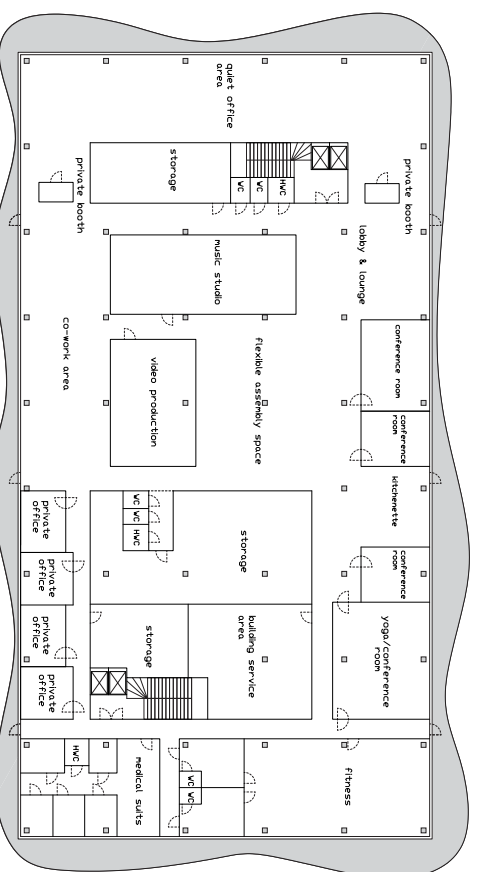 quiet office
area
storage
WC
WC
HWC
private booth
private booth
lobby & lounge
music studio
co-work area
video production
flexible assembly space
conference room
conference
room
kitchenette
conference
room
private
office
private
office
private
office
private
office
WC
WC
HWC
storage
storage
building service
area
yoga/conference
room
HWC
medical suits
WC
WC
fitness